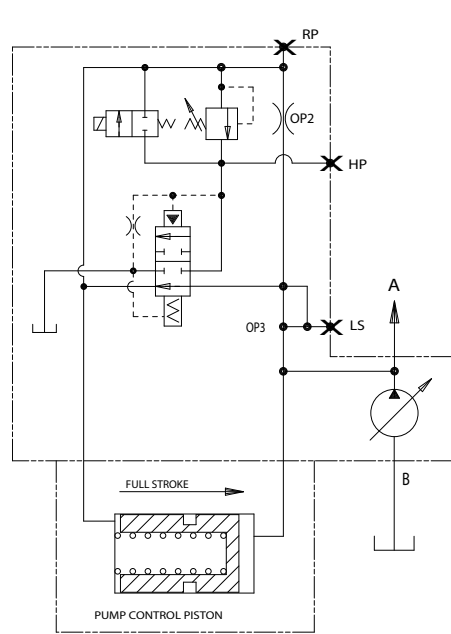 RP
OP2
HP
A
OP3
LS
B
FULL STROKE
PUMP CONTROL PISTON